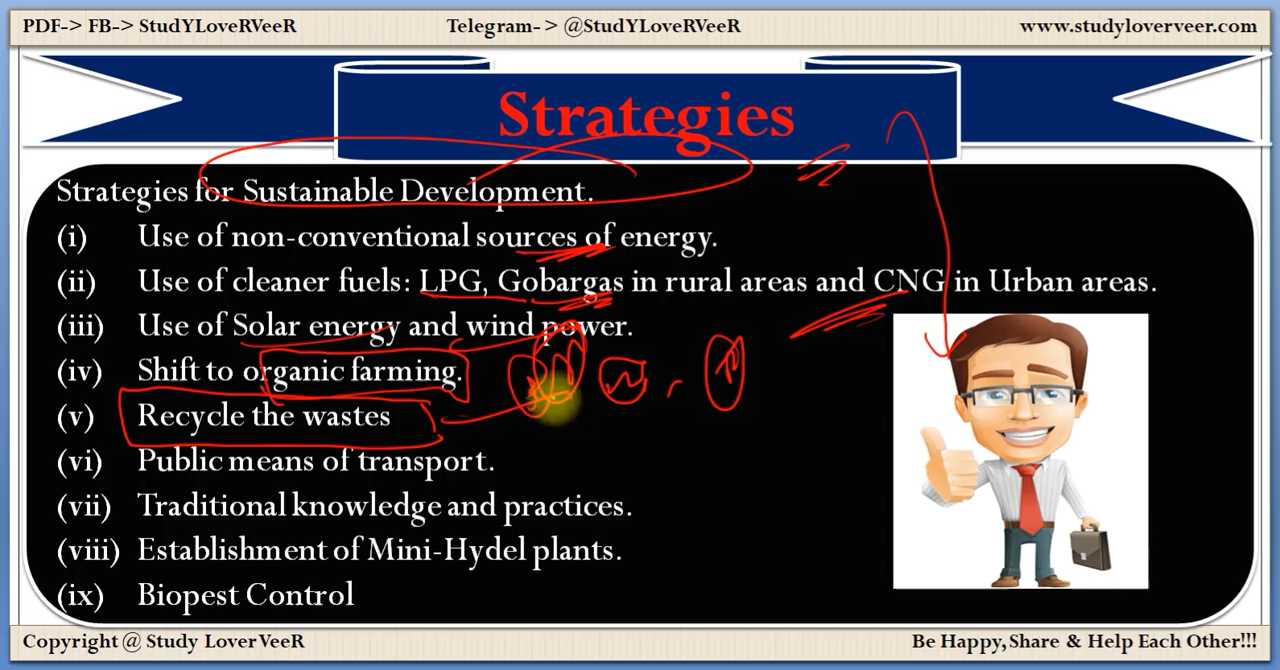 PDF-> FB-> StudYLoveRVeeR Telegram-> @StudYLoveRVeeR www.studyloverveer.com
Strategies
Strategies for Sustainable Development.
(i) Use of non-conventional sources of energy.
(ii) Use of cleaner fuels: LPG, Gobargas in rural areas and CNG in Urban areas.
(iii) Use of Solar energy and wind power.
(iv) Shift to organic farming.
(v) Recycle the wastes
(vi) Public means of transport.
(vii) Traditional knowledge and practices.
(viii) Establishment of Mini-Hydel plants.
(ix) Biopest Control
Copyright @ Study LoverVeeR Be Happy,Share & Help Each Other!!!